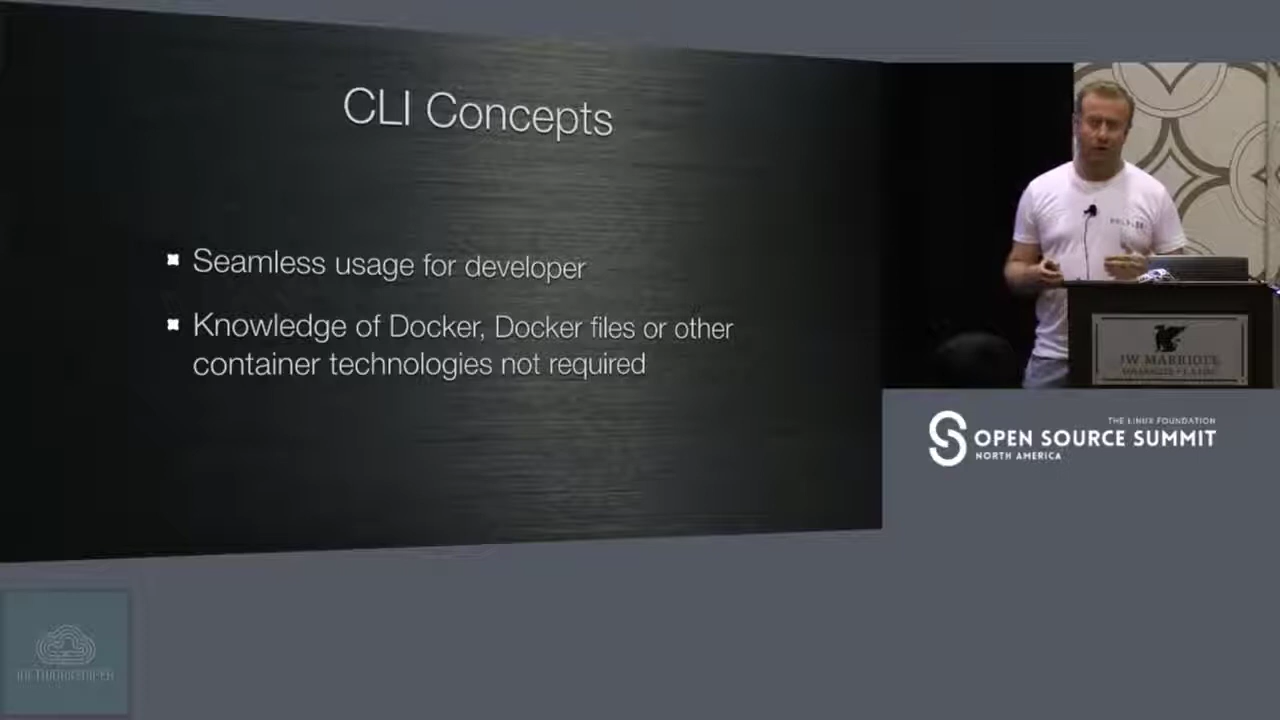 CLI Concepts
Seamless usage for developer
Knowledge of Docker, Docker files or other
container technologies not required
JW MARRIOTT
THE LINUX FOUNDATION
OPEN SOURCE SUMMIT
NORTH AMERICA